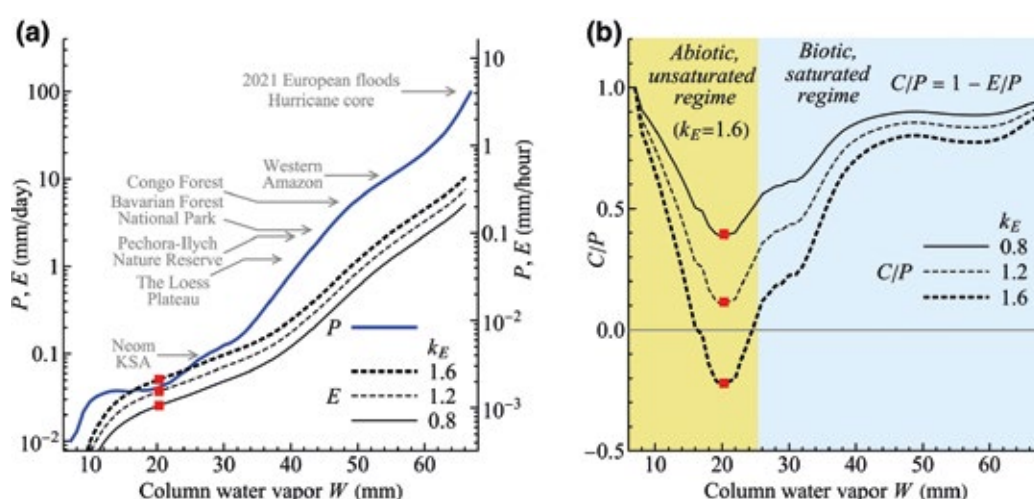 (a)
P, E (mm/day)
100
10
1
0.1
10−2
10
20
30
40
50
60
Column water vapor W (mm)
2021 European floods
Hurricane core
Western
Amazon
Congo Forest
Bavarian Forest
National Park
Pechora-Ilych
Nature Reserve
The Loess
Plateau
Neom
KSA
P
kE
1.6
E
1.2
0.8
10
1
0.1
10−2
10−3
P, E (mm/hour)
(b)
C/P
1.0
0.5
0.0
−0.5
10
20
30
40
50
60
Column water vapor W (mm)
Abiotic,
unsaturated
regime
(kE=1.6)
Biotic,
saturated
regime
C/P = 1 − E/P
kE
0.8
C/P
1.2
1.6